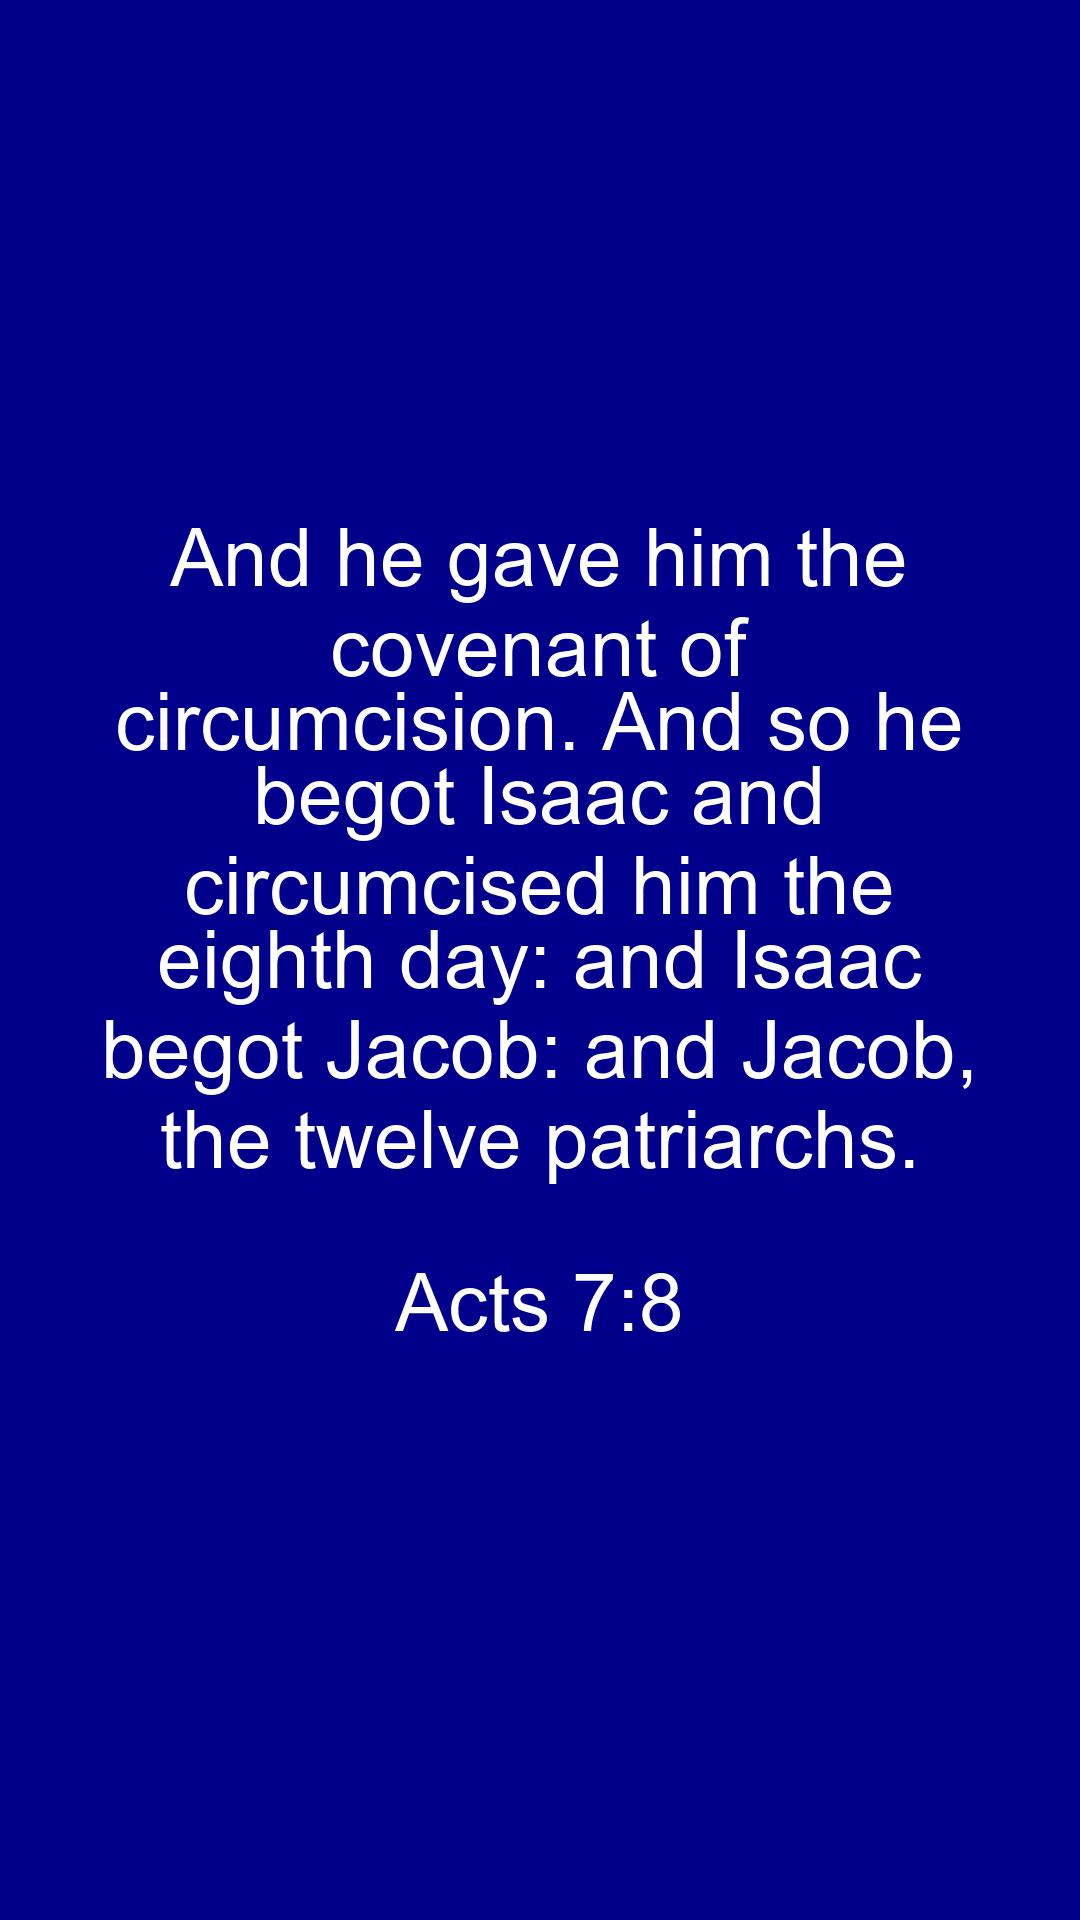 And he gave him the
covenant of
circumcision. And so he
begot Isaac and
circumcised him the
eighth day: and Isaac
begot Jacob: and Jacob,
the twelve patriarchs.
Acts 7:8